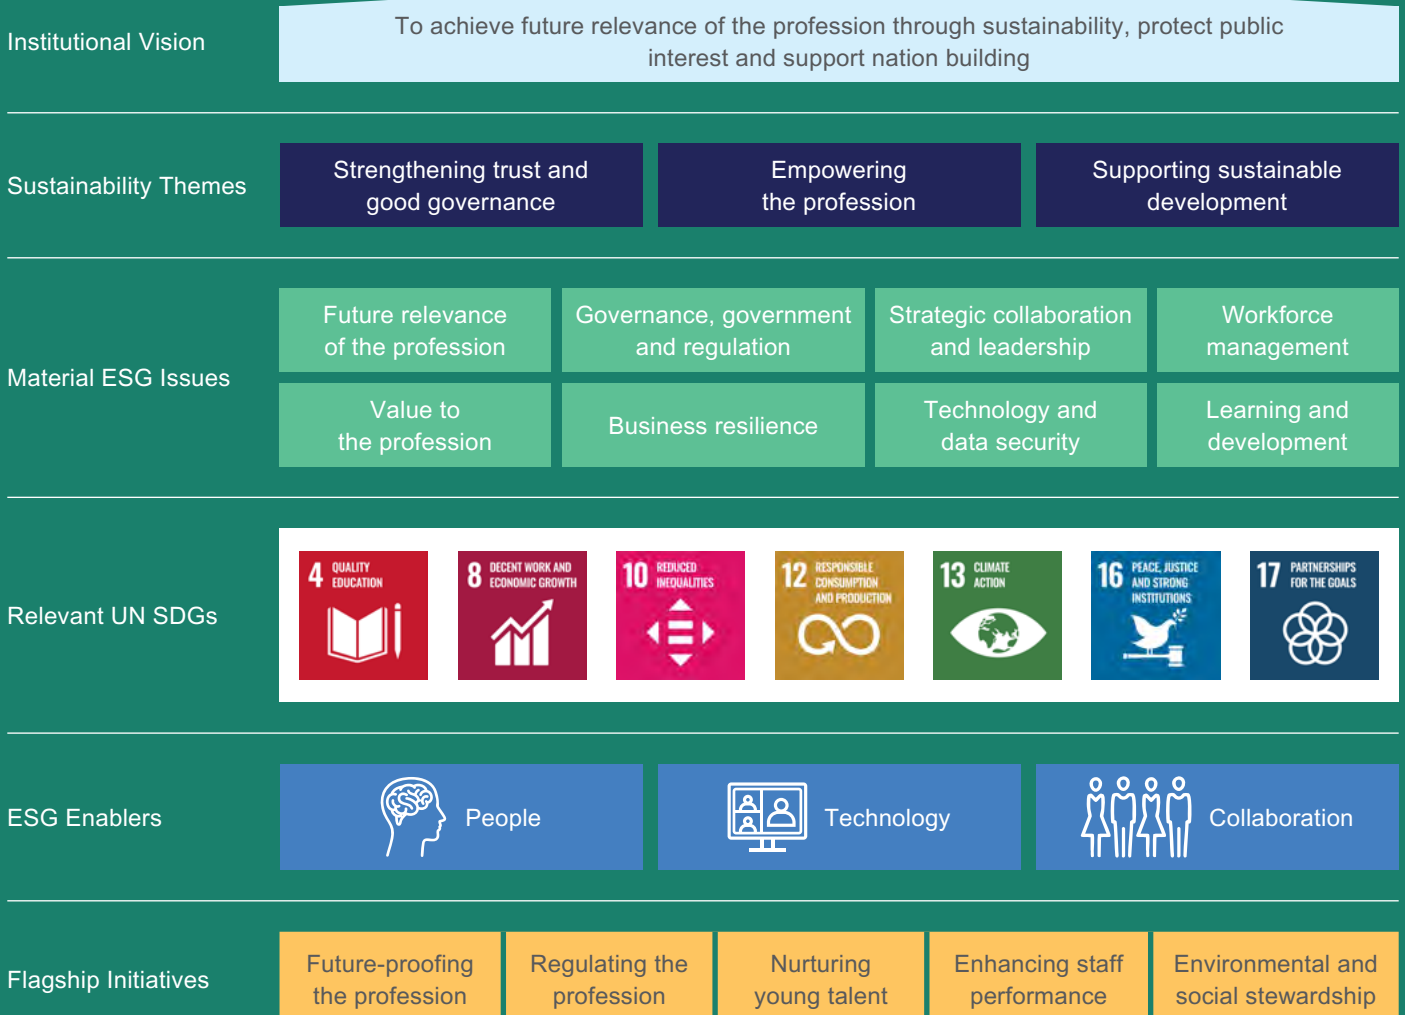 Institutional Vision
To achieve future relevance of the profession through sustainability, protect public
interest and support nation building
Sustainability Themes
Strengthening trust and
good governance
Empowering
the profession
Supporting sustainable
development
Material ESG Issues
Future relevance
of the profession
Governance, government
and regulation
Strategic collaboration
and leadership
Workforce
management
Value to
the profession
Business resilience
Technology and
data security
Learning and
development
Relevant UN SDGs
4 QUALITY
EDUCATION
8 DECENT WORK AND
ECONOMIC GROWTH
10 REDUCED
INEQUALITIES
12 RESPONSIBLE
CONSUMPTION
AND PRODUCTION
13 CLIMATE
ACTION
16 PEACE, JUSTICE
AND STRONG
INSTITUTIONS
17 PARTNERSHIPS
FOR THE GOALS
ESG Enablers
People
Technology
Collaboration
Flagship Initiatives
Future-proofing
the profession
Regulating the
profession
Nurturing
young talent
Enhancing staff
performance
Environmental and
social stewardship